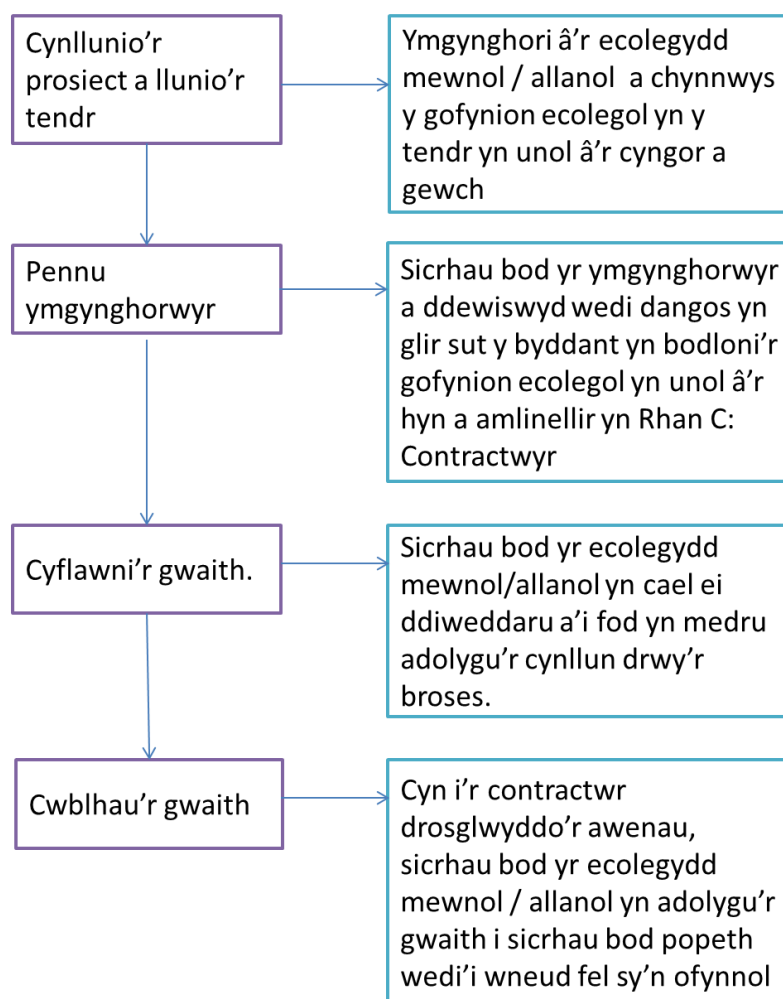 Cynllunio’r
prosiect a llunio’r
tendr
Ymgynghori â’r ecolegydd
mewnol / allanol a chynnwys
y gofynion ecolegol yn y
tendr yn unol â’r cyngor a
gewch
Pennu
ymgynghorwyr
Sicrhau bod yr ymgynghorwyr
a ddewiswyd wedi dangos yn
glir sut y byddant yn bodloni’r
gofynion ecolegol yn unol â’r
hyn a amlinellir yn Rhan C:
Contractwyr
Cyflawni’r gwaith.
Sicrhau bod yr ecolegydd
mewnol/allanol yn cael ei
ddiweddaru a’i fod yn medru
adolygu’r cynllun drwy’r
broses.
Cwblhau’r gwaith
Cyn i’r contractwr
drosglwyddo’r awenau,
sicrhau bod yr ecolegydd
mewnol / allanol yn adolygu’r
gwaith i sicrhau bod popeth
wedi’i wneud fel sy’n ofynnol